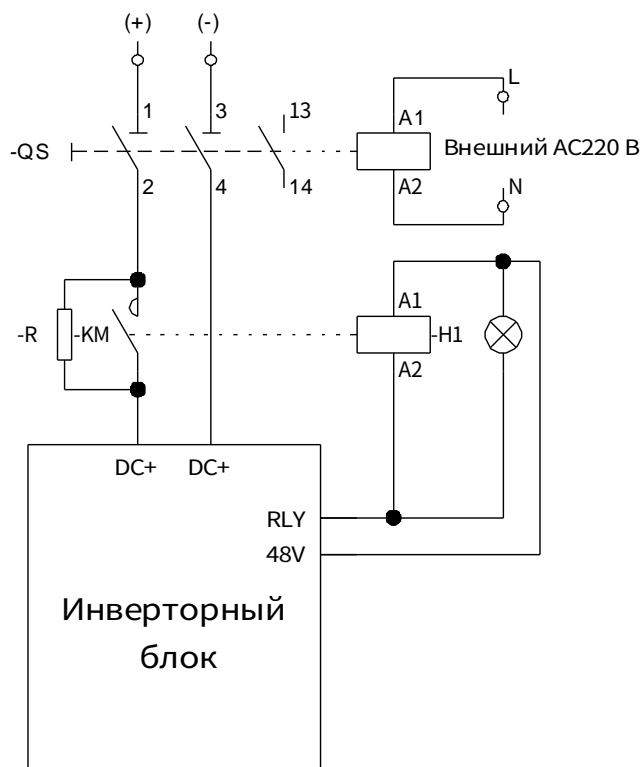 (+) (-)
1 3 13 L
A1
-QS Внешний AC220 В
2 4 14 A2 N
A1
-R -KM -H1
A2
DC+ DC+
RLY
48V
Инверторный
блок